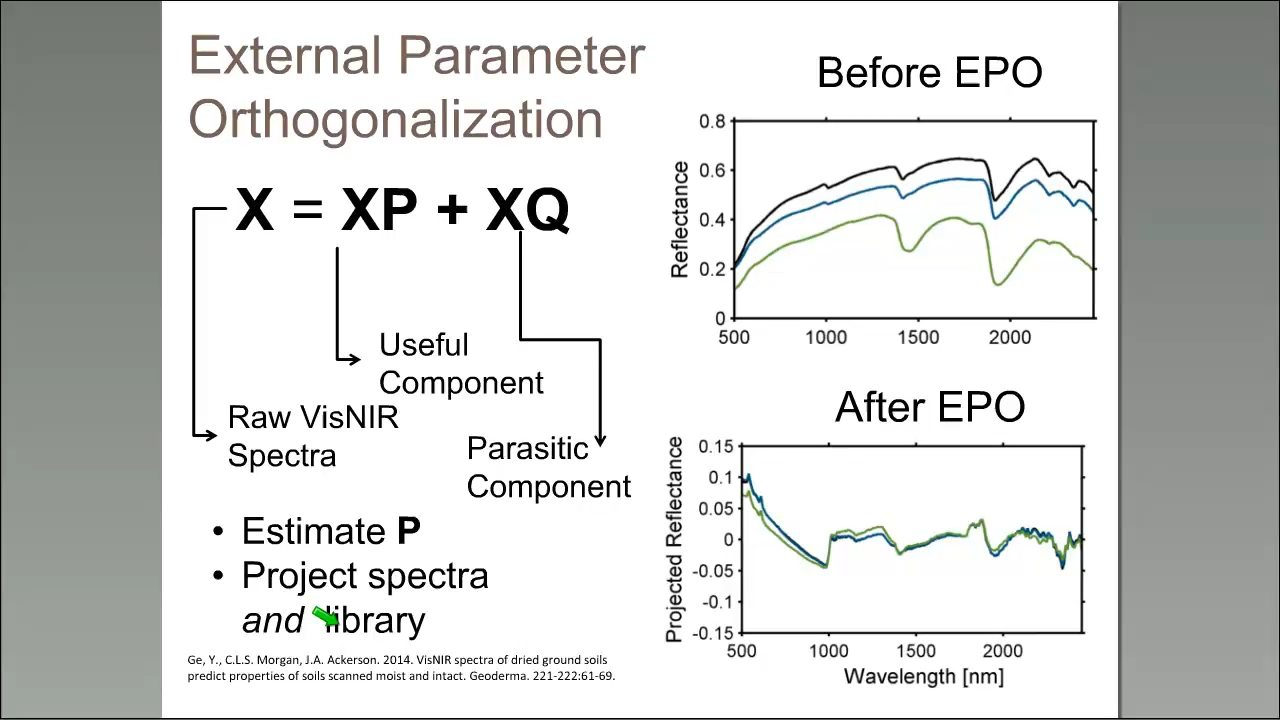 External Parameter
Orthogonalization
X = XP + XQ
Useful
Component
Raw VisNIR
Spectra
Parasitic
Component
• Estimate P
• Project spectra
and library
Ge, Y., C.L.S. Morgan, J.A. Ackerson. 2014. VisNIR spectra of dried ground soils
predict properties of soils scanned moist and intact. Geoderma. 221-222:61-69.
Before EPO
0.8
0.6
0.4
0.2
0
Reflectance
500 1000 1500 2000
After EPO
0.15
0.1
0.05
0
-0.05
-0.1
-0.15
Projected Reflectance
500 1000 1500 2000
Wavelength [nm]